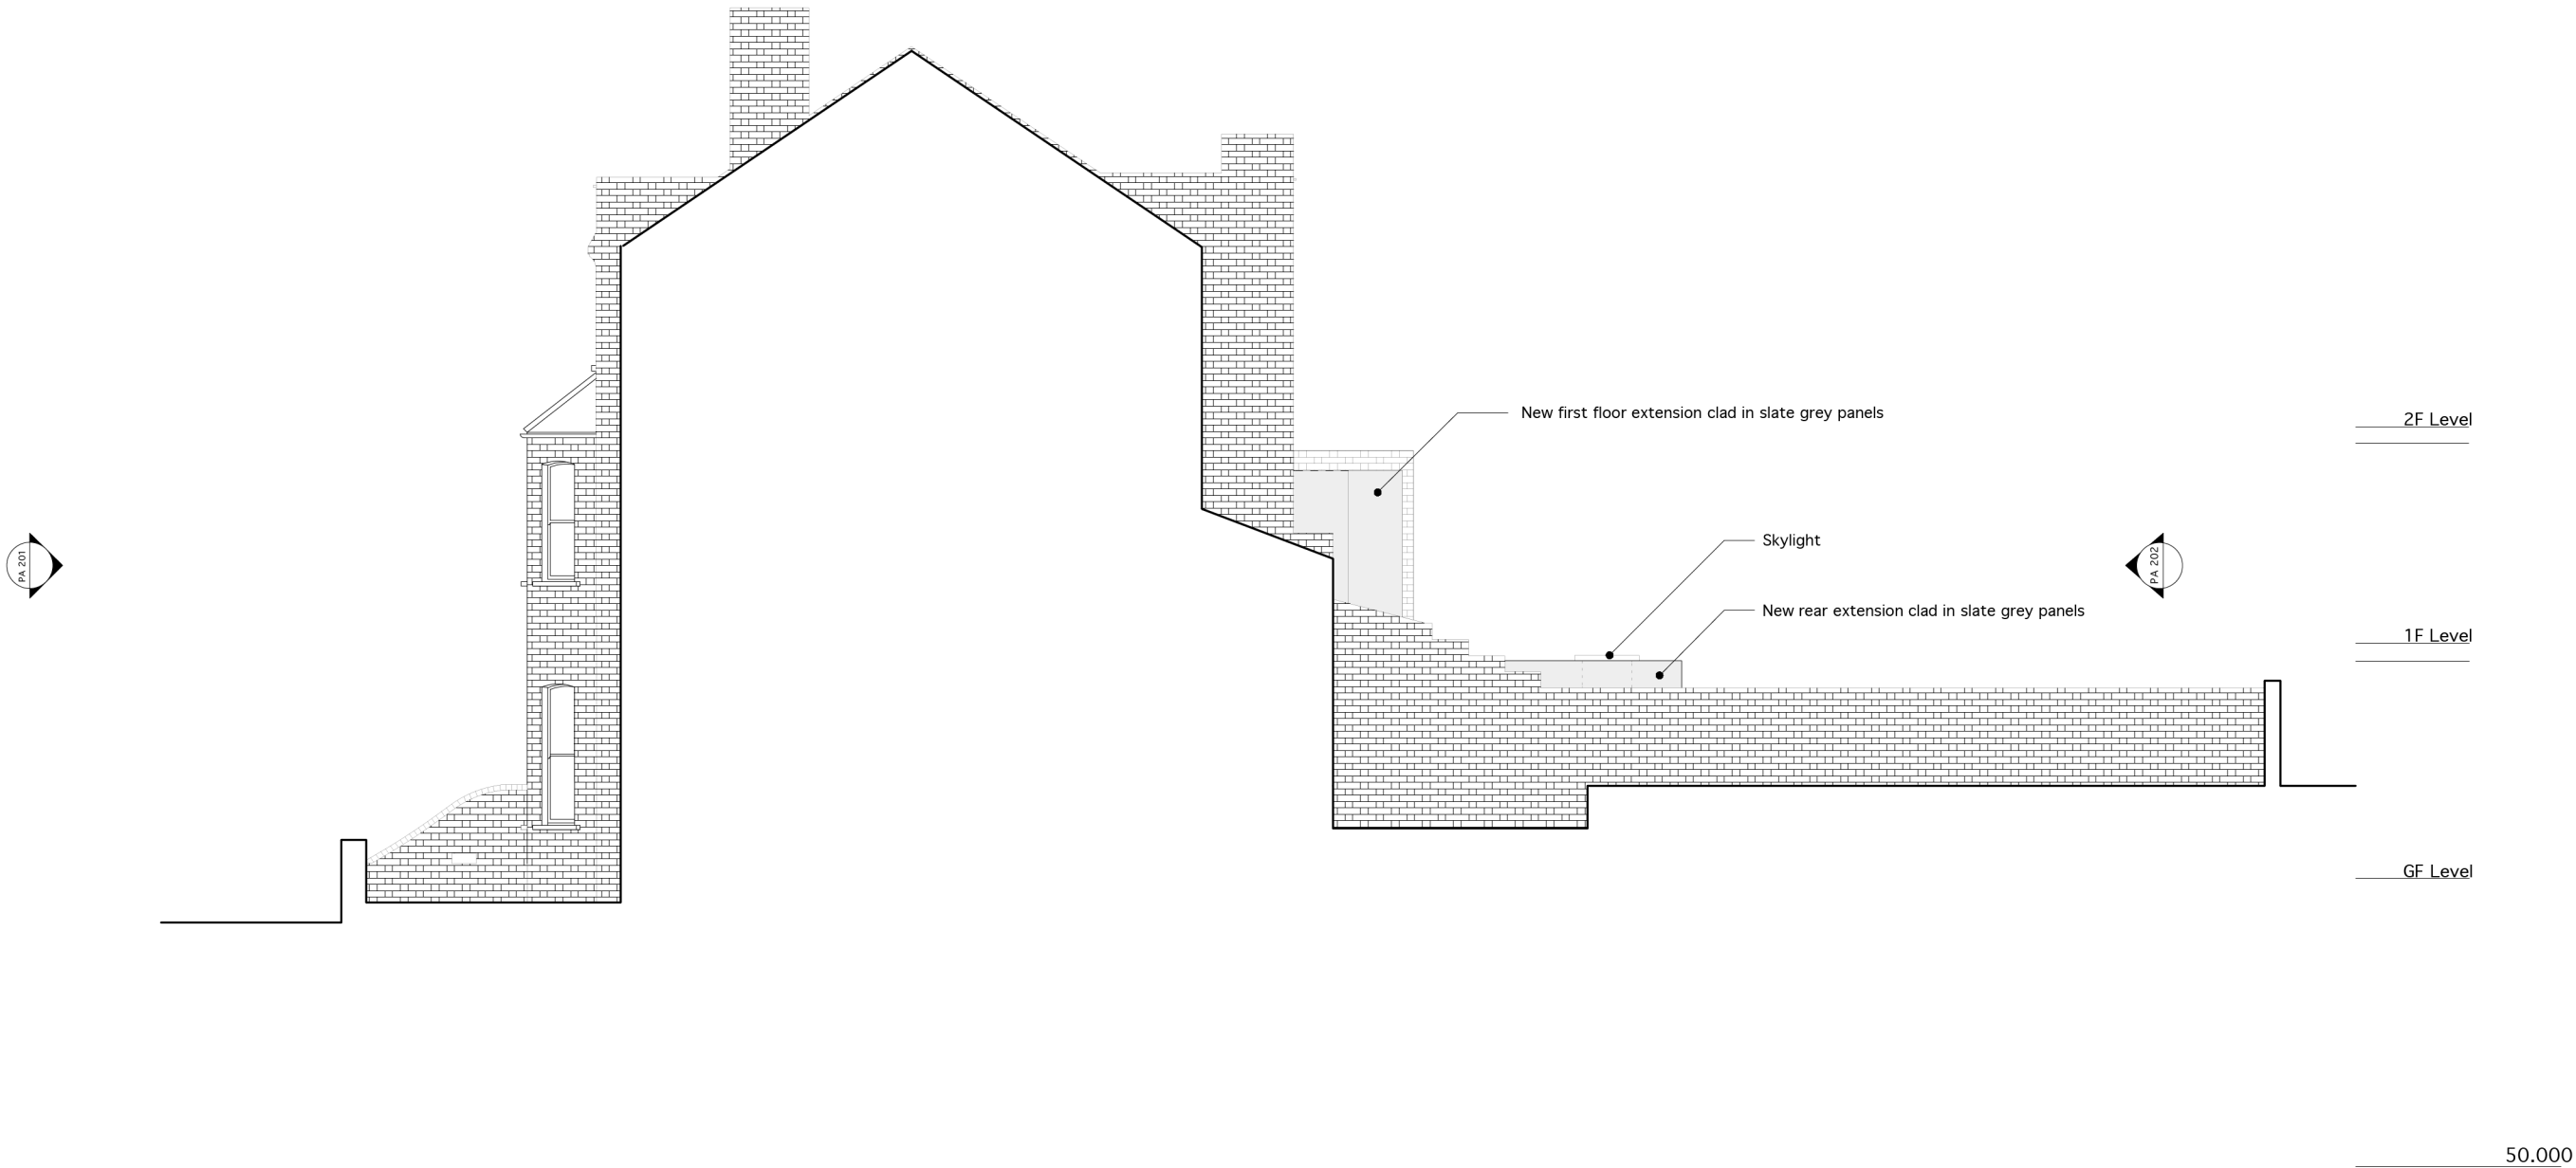 New first floor extension clad in slate grey panels
2F Level
Skylight
PA 201
PA 202
New rear extension clad in slate grey panels
1F Level
GF Level
50.000